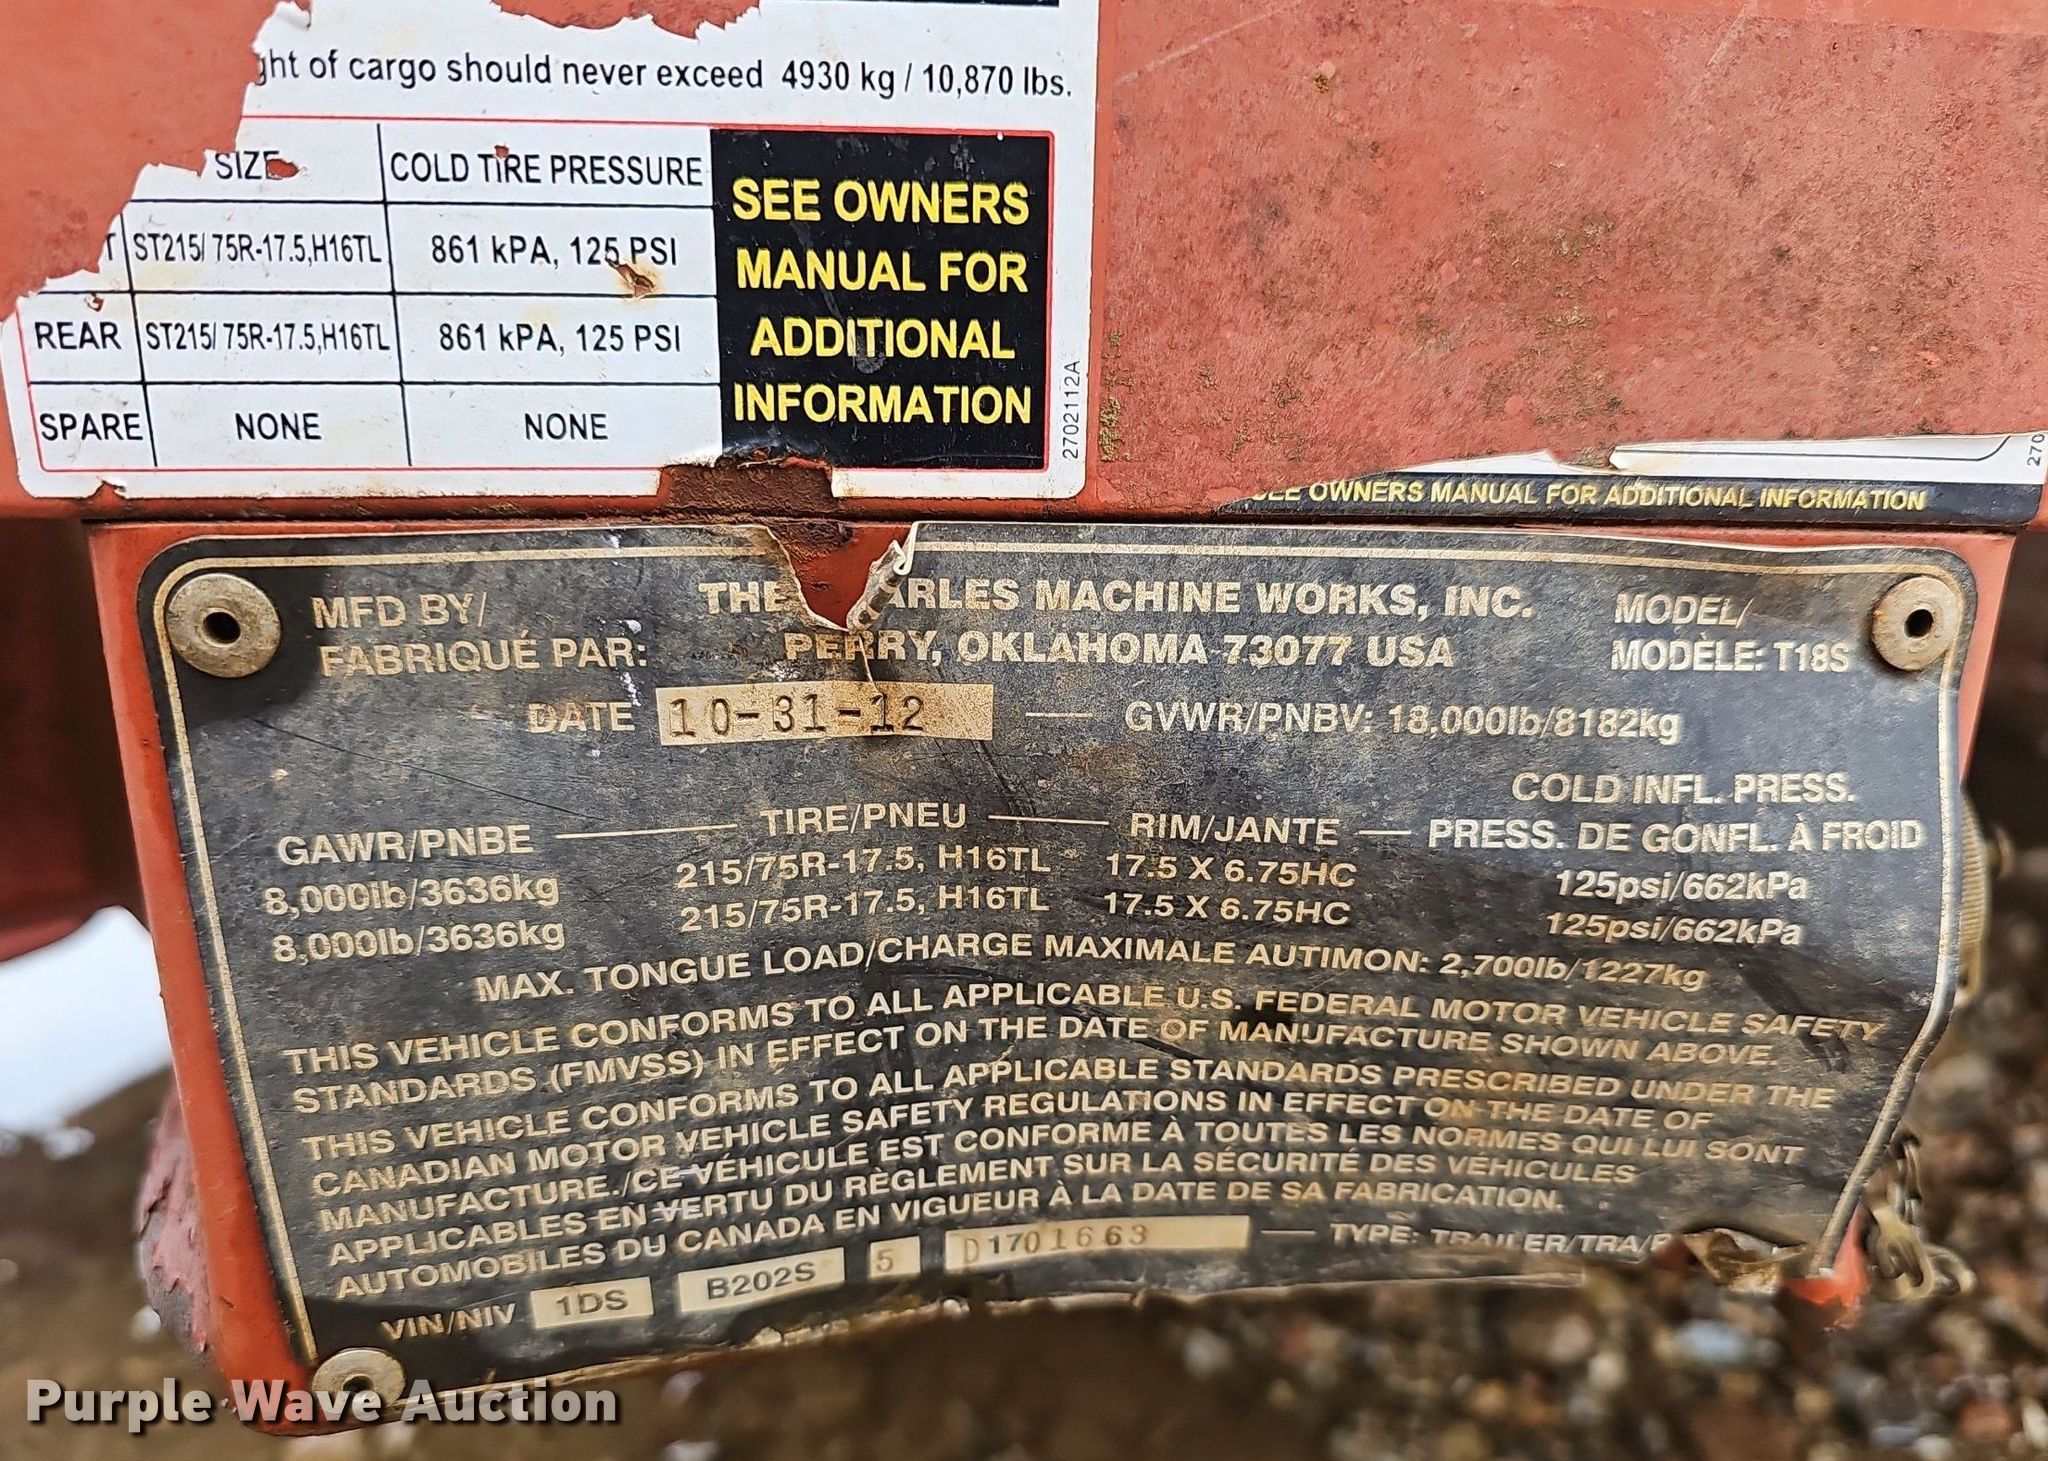 of cargo should never exceed 4930 kg / 10,870 lbs.
SIZE COLD TIRE PRESSURE
ST215/ 75R-17.5,H16TL 861 kPA, 125 PSI
REAR ST215/ 75R-17.5,H16TL 861 kPA, 125 PSI
SPARE NONE NONE
SEE OWNERS
MANUAL FOR
ADDITIONAL
INFORMATION
2702112A
OWNERS MANUAL FOR ADDITIONAL INFORMATION
270
MFD BY/
FABRIQUÉ PAR:
THE ARLES MACHINE WORKS, INC.
PERRY, OKLAHOMA 73077 USA
MODEL/
MODÈLE: T18S
DATE 10-31-12 GVWR/PNBV: 18,000lb/8182kg
COLD INFL. PRESS.
GAWR/PNBE TIRE/PNEU RIM/JANTE PRESS. DE GONFL. À FROID
8,000lb/3636kg 215/75R-17.5, H16TL 17.5 X 6.75HC 125psi/662kPa
8,000lb/3636kg 215/75R-17.5, H16TL 17.5 X 6.75HC 125psi/662kPa
MAX. TONGUE LOAD/CHARGE MAXIMALE AUTIMON: 2,700lb/1227kg
THIS VEHICLE CONFORMS TO ALL APPLICABLE U.S. FEDERAL MOTOR VEHICLE SAFETY
STANDARDS (FMVSS) IN EFFECT ON THE DATE OF MANUFACTURE SHOWN ABOVE.
THIS VEHICLE CONFORMS TO ALL APPLICABLE STANDARDS PRESCRIBED UNDER THE
CANADIAN MOTOR VEHICLE SAFETY REGULATIONS IN EFFECT ON THE DATE OF
MANUFACTURE./CE VÉHICULE EST CONFORME À TOUTES LES NORMES QUI LUI SONT
APPLICABLES EN VERTU DU RÈGLEMENT SUR LA SÉCURITÉ DES VÉHICULES
AUTOMOBILES DU CANADA EN VIGUEUR À LA DATE DE SA FABRICATION.
VIN/NIV 1DS B202S 5 D1701663 TYPE: TRAILER/TRA/
Purple Wave Auction